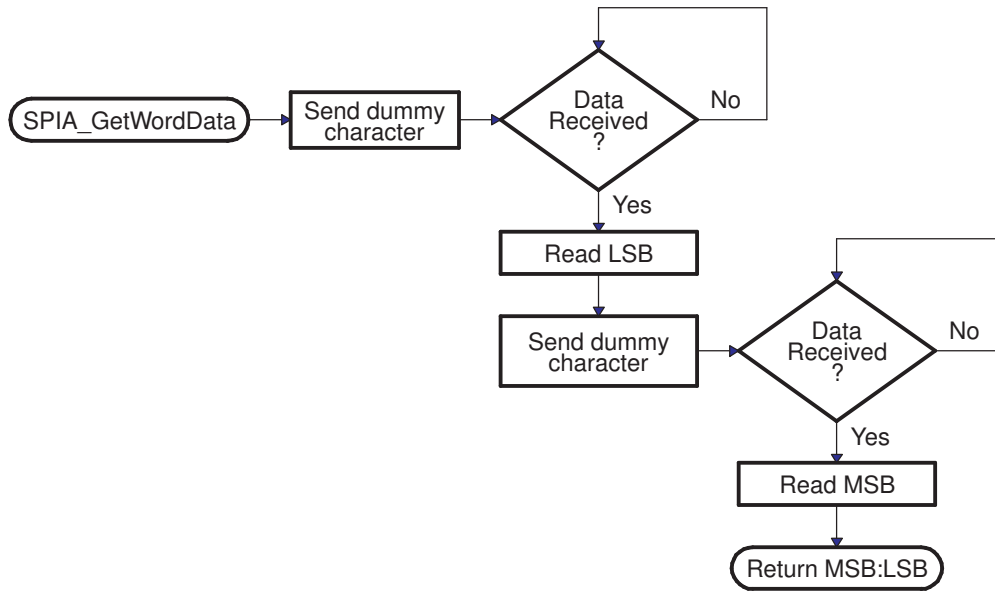 SPIA_GetWordData
Send dummy
character
Data
Received
?
No
Yes
Read LSB
Send dummy
character
Data
Received
?
No
Yes
Read MSB
Return MSB:LSB